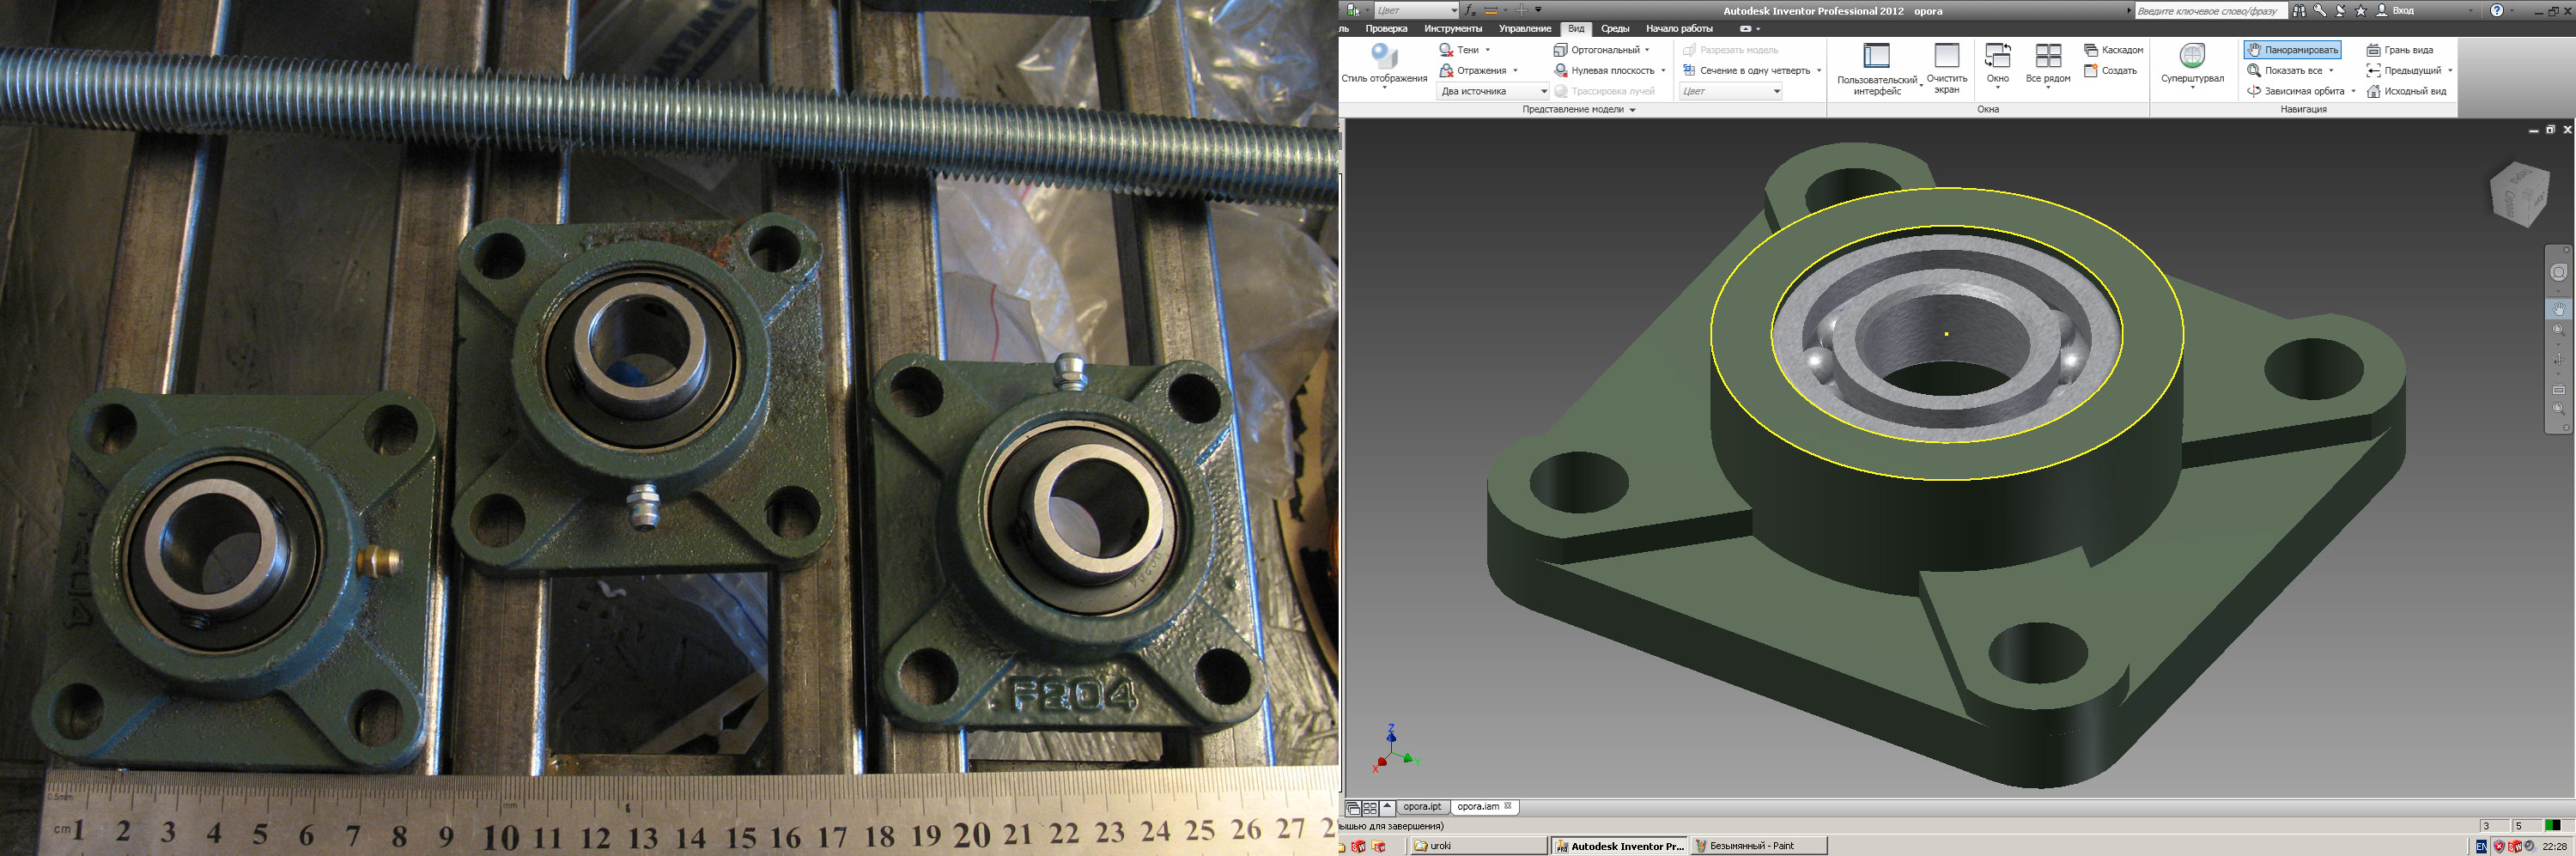 F204
0.5mm
mm
cm 1 2 3 4 5 6 7 8 9 10 11 12 13 14 15 16 17 18 19 20 21 22 23 24 25 26 27
Цвет
Autodesk Inventor Professional 2012 opora
Введите ключевое слово/фразу
Вход
Проверка Инструменты Управление Вид Среды Начало работы
Стиль отображения
Тени
Отражения
Два источника
Ортогональный
Нулевая плоскость
Трассировка лучей
Разрезать модель
Сечение в одну четверть
Цвет
Представление модели
Пользовательский
интерфейс
Очистить
экран
Окно
Все рядом
Каскадом
Создать
Окна
Суперштурвал
Панорамировать
Показать все
Зависимая орбита
Грань вида
Предыдущий
Исходный вид
Навигация
Z
X
Y
opora.ipt opora.iam
ышью для завершения)
3 5
uroki
Autodesk Inventor Pr...
Безымянный - Paint
EN
22:28